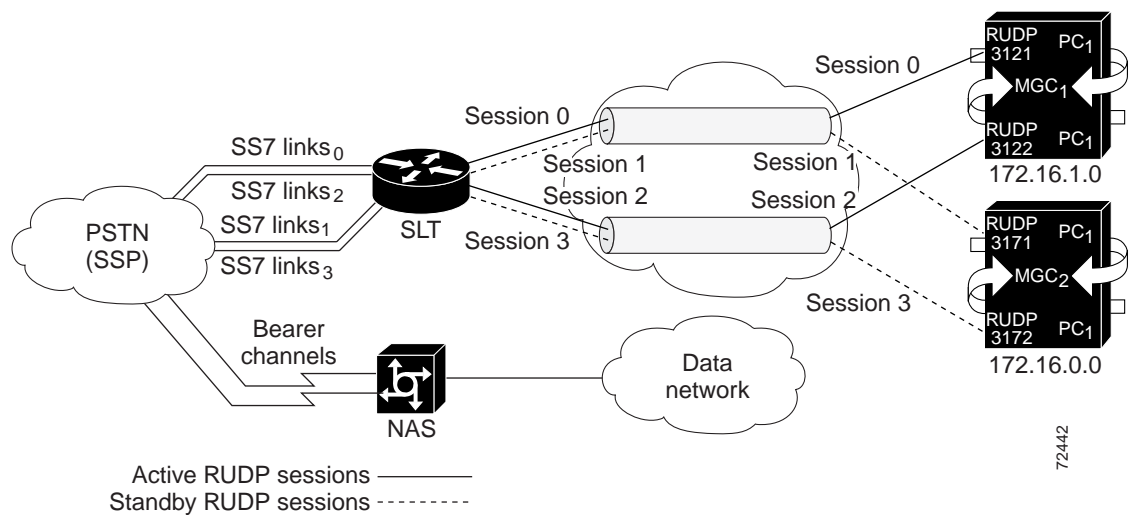 SS7 links0
SS7 links2
SS7 links1
SS7 links3
PSTN
(SSP)
SLT
Session 0
Session 1
Session 2
Session 3
Session 0
Session 1
Session 2
Session 3
RUDP
3121
PC1
MGC1
RUDP
3122
PC1
172.16.1.0
RUDP
3171
PC1
MGC2
RUDP
3172
PC1
172.16.0.0
Bearer
channels
NAS
Data
network
72442
Active RUDP sessions
Standby RUDP sessions